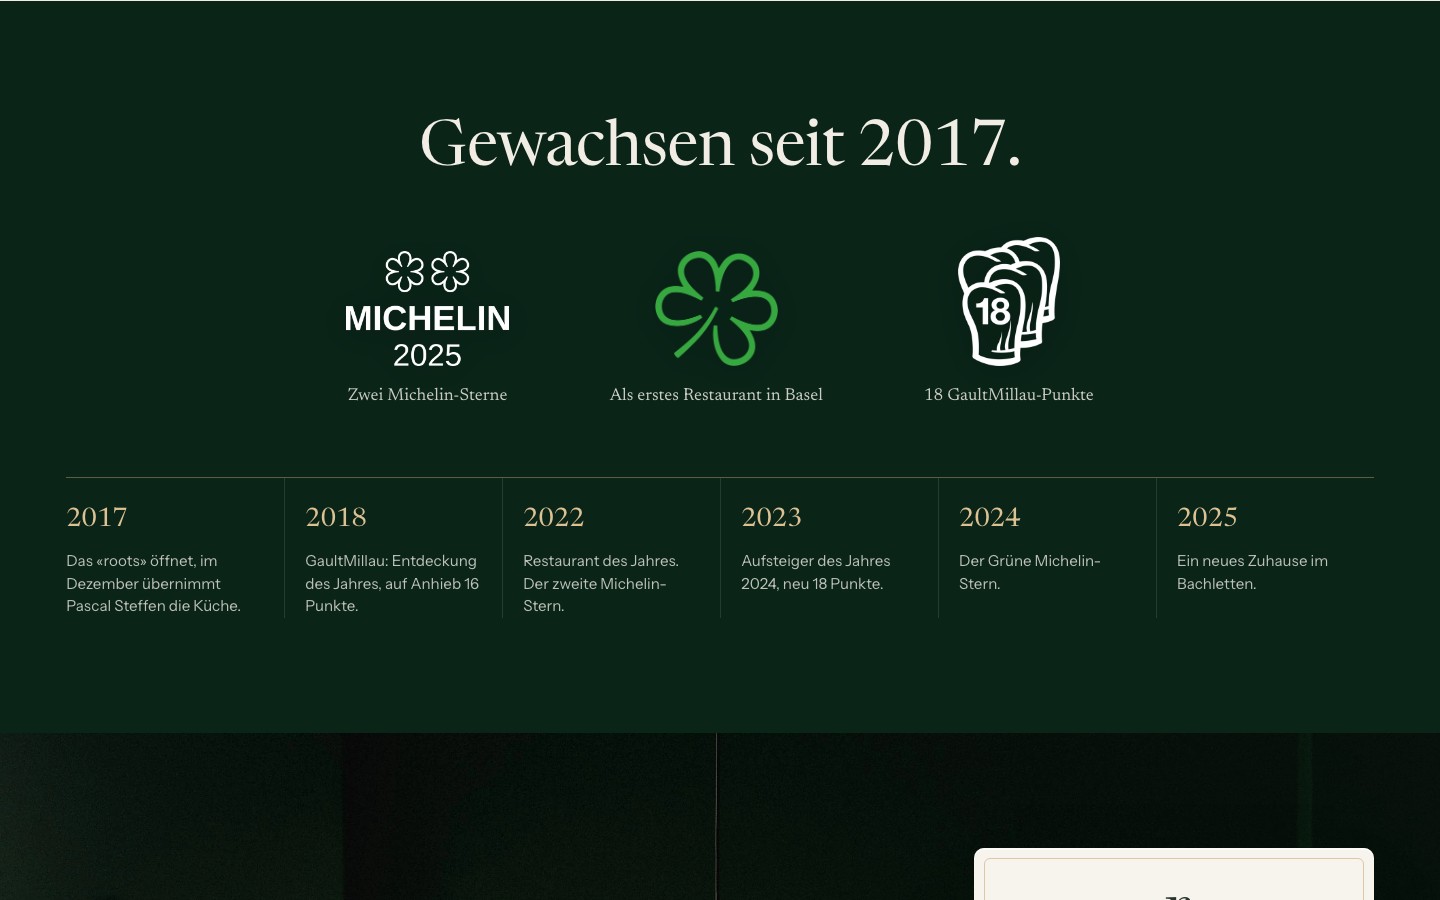 Gewachsen seit 2017.
MICHELIN
2025
Zwei Michelin-Sterne
Als erstes Restaurant in Basel
18
18 GaultMillau-Punkte
2017
Das «roots» öffnet, im
Dezember übernimmt
Pascal Steffen die Küche.
2018
GaultMillau: Entdeckung
des Jahres, auf Anhieb 16
Punkte.
2022
Restaurant des Jahres.
Der zweite Michelin-
Stern.
2023
Aufsteiger des Jahres
2024, neu 18 Punkte.
2024
Der Grüne Michelin-
Stern.
2025
Ein neues Zuhause im
Bachletten.